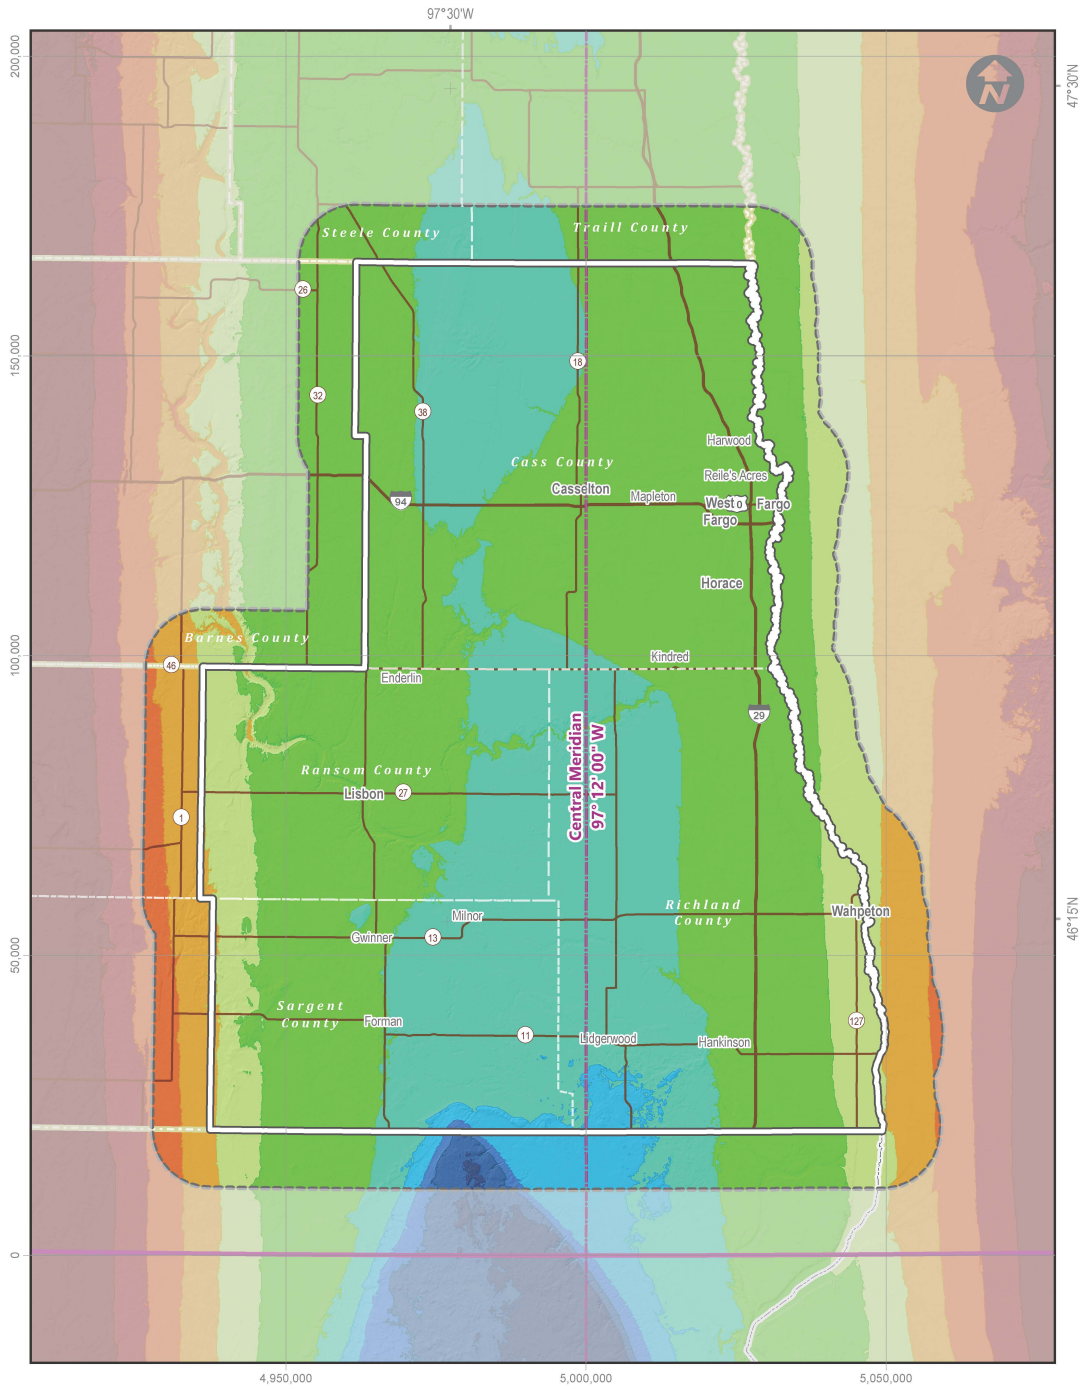 97°30'W
200,000
47°30'N
N
Steele County
Traill County
26
150,000
18
32
38
Harwood
Cass County
Reile's Acres
Casselton
Mapleton
94
West
Fargo
Fargo
Horace
Barnes County
100,000
46
Kindred
Enderlin
29
Central Meridian
97° 12' 00" W
Ransom County
Lisbon
27
1
Richland
County
Wahpeton
46°15'N
Milnor
Gwinner
13
50,000
Sargent
County
Forman
127
11
Lidgerwood
Hankinson
0
4,950,000
5,000,000
5,050,000